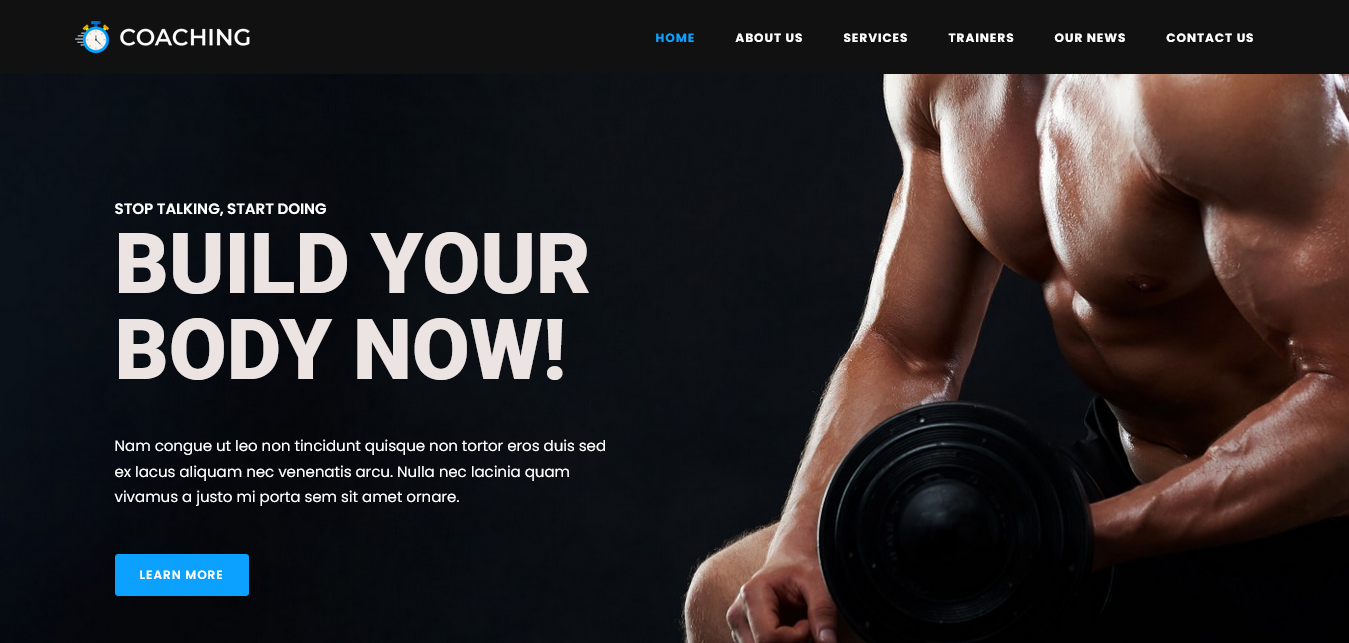 COACHING
HOME ABOUT US SERVICES TRAINERS OUR NEWS CONTACT US
STOP TALKING, START DOING
BUILD YOUR
BODY NOW!
Nam congue ut leo non tincidunt quisque non tortor eros duis sed
ex lacus aliquam nec venenatis arcu. Nulla nec lacinia quam
vivamus a justo mi porta sem sit amet ornare.
LEARN MORE